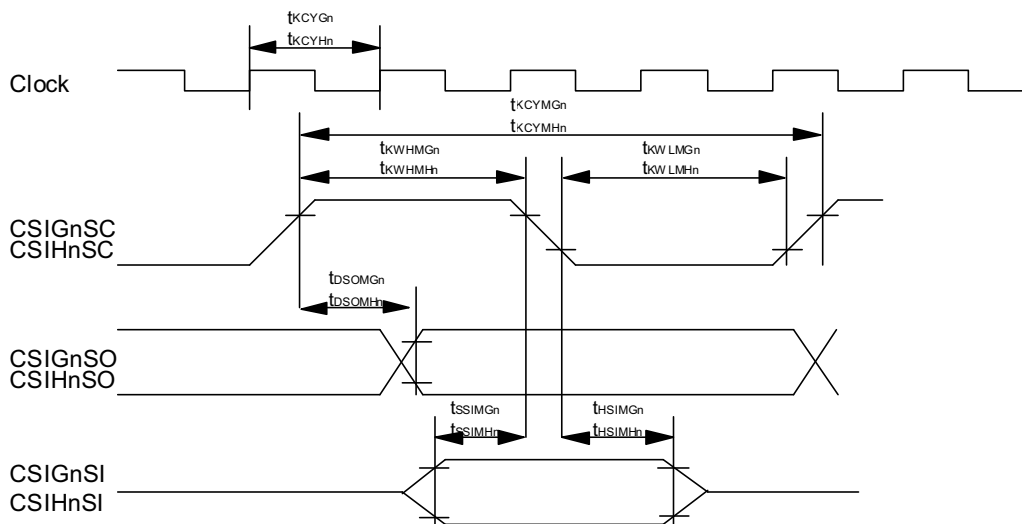 tKCYGn
tKCYHn
Clock
tKCYMGn
tKCYMHn
tKWHMGn
tKWHMHn
tKWLMGn
tKWLMHn
CSIGnSC
CSIHnSC
tDSOMGn
tDSOMHn
CSIGnSO
CSIHnSO
tSSIMGn
tSSIMHn
tHSIMGn
tHSIMHn
CSIGnSI
CSIHnSI